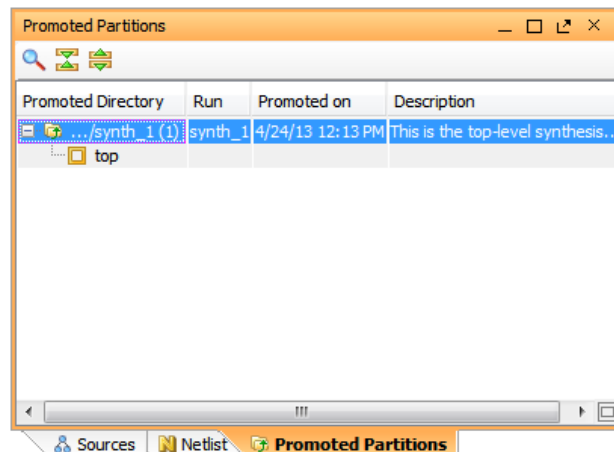 Promoted Partitions
Promoted Directory Run Promoted on Description
.../synth_1 (1) synth_1 4/24/13 12:13 PM This is the top-level synthesis...
top
Sources Netlist Promoted Partitions